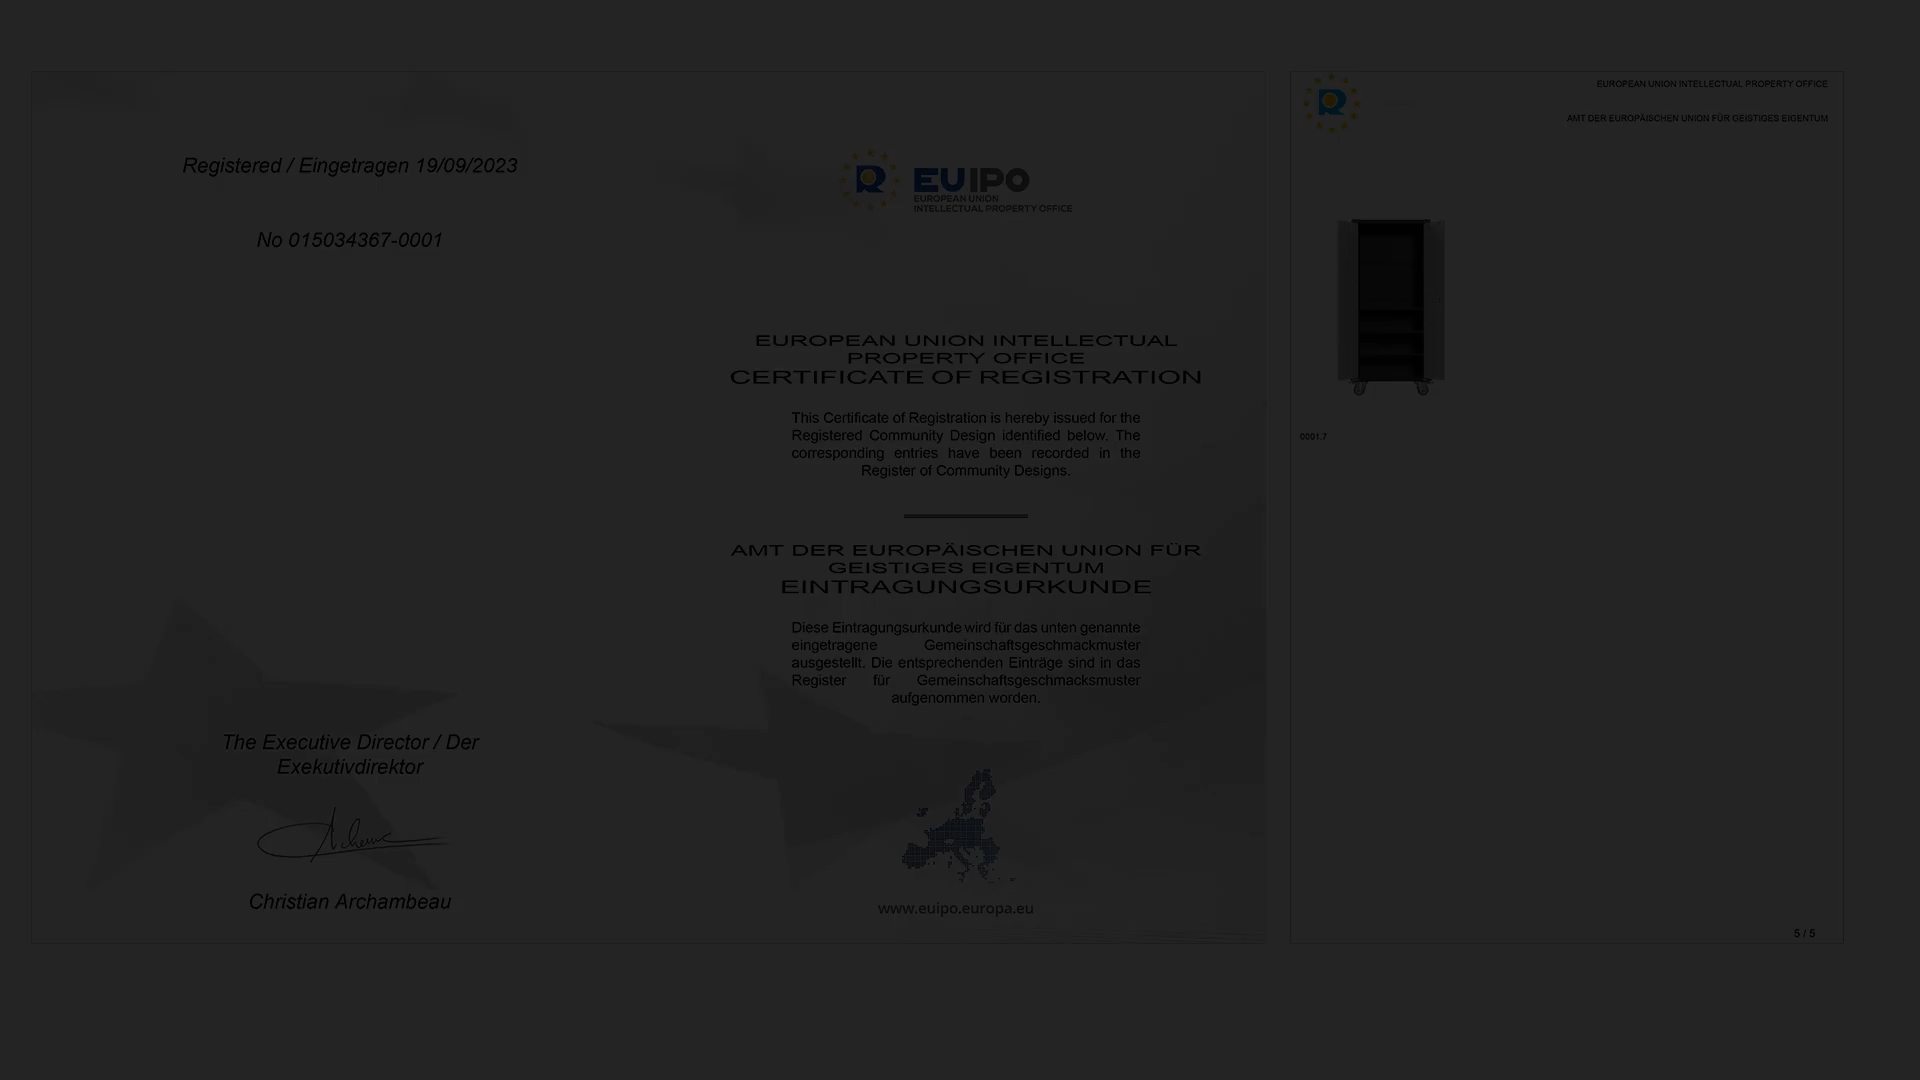 Registered / Eingetragen 19/09/2023
No 015034367-0001
The Executive Director / Der
Exekutivdirektor
Christian Archambeau
EUIPO
EUROPEAN UNION
INTELLECTUAL PROPERTY OFFICE
EUROPEAN UNION INTELLECTUAL
PROPERTY OFFICE
CERTIFICATE OF REGISTRATION
This Certificate of Registration is hereby issued for the
Registered Community Design identified below. The
corresponding entries have been recorded in the
Register of Community Designs.
AMT DER EUROPÄISCHEN UNION FÜR
GEISTIGES EIGENTUM
EINTRAGUNGSURKUNDE
Diese Eintragungsurkunde wird für das unten genannte
eingetragene Gemeinschaftsgeschmackmuster
ausgestellt. Die entsprechenden Einträge sind in das
Register für Gemeinschaftsgeschmacksmuster
aufgenommen worden.
www.euipo.europa.eu
EUROPEAN UNION INTELLECTUAL PROPERTY OFFICE
AMT DER EUROPÄISCHEN UNION FÜR GEISTIGES EIGENTUM
0001.7
5 / 5